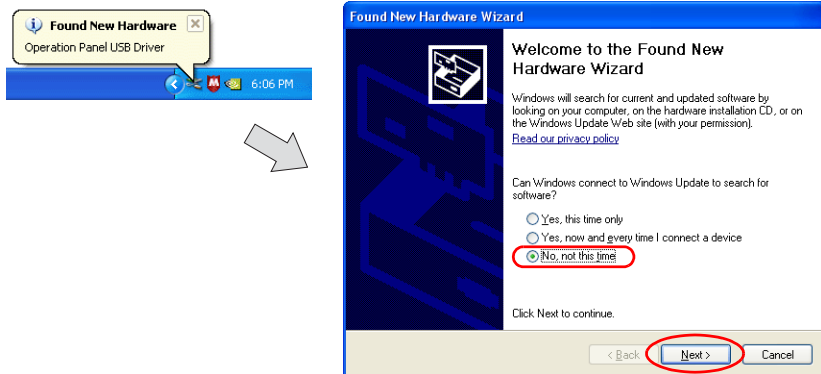 Found New Hardware
Operation Panel USB Driver
6:06 PM
Found New Hardware Wizard
Welcome to the Found New
Hardware Wizard
Windows will search for current and updated software by
looking on your computer, on the hardware installation CD, or on
the Windows Update Web site (with your permission).
Read our privacy policy
Can Windows connect to Windows Update to search for
software?
Yes, this time only
Yes, now and every time I connect a device
No, not this time
Click Next to continue.
< Back
Next >
Cancel